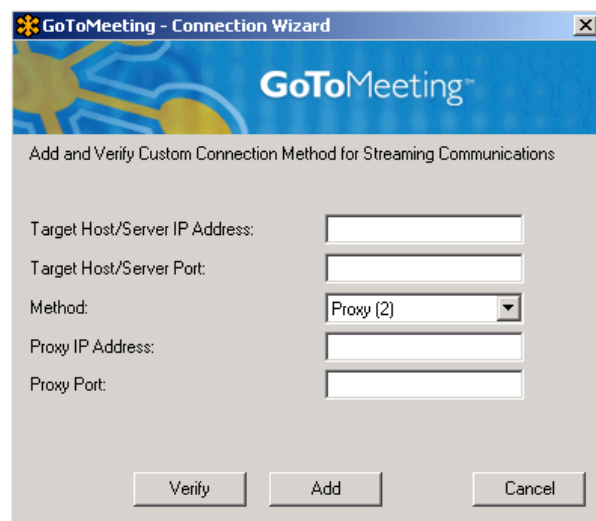 GoToMeeting - Connection Wizard
GoToMeeting™
Add and Verify Custom Connection Method for Streaming Communications
Target Host/Server IP Address:
Target Host/Server Port:
Method: Proxy (2)
Proxy IP Address:
Proxy Port:
Verify Add Cancel